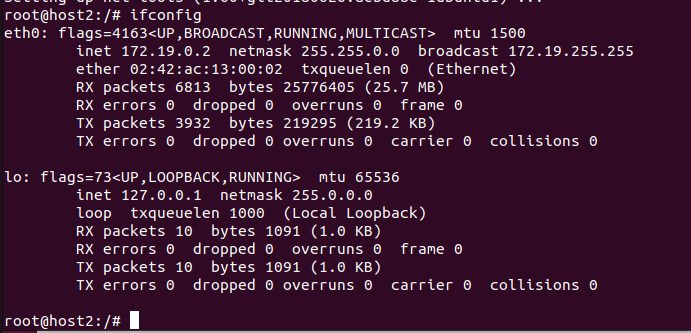 root@host2:/# ifconfig
eth0: flags=4163<UP,BROADCAST,RUNNING,MULTICAST>  mtu 1500
        inet 172.19.0.2  netmask 255.255.0.0  broadcast 172.19.255.255
        ether 02:42:ac:13:00:02  txqueuelen 0  (Ethernet)
        RX packets 6813  bytes 25776405 (25.7 MB)
        RX errors 0  dropped 0  overruns 0  frame 0
        TX packets 3932  bytes 219295 (219.2 KB)
        TX errors 0  dropped 0 overruns 0  carrier 0  collisions 0

lo: flags=73<UP,LOOPBACK,RUNNING>  mtu 65536
        inet 127.0.0.1  netmask 255.0.0.0
        loop  txqueuelen 1000  (Local Loopback)
        RX packets 10  bytes 1091 (1.0 KB)
        RX errors 0  dropped 0  overruns 0  frame 0
        TX packets 10  bytes 1091 (1.0 KB)
        TX errors 0  dropped 0 overruns 0  carrier 0  collisions 0

root@host2:/#